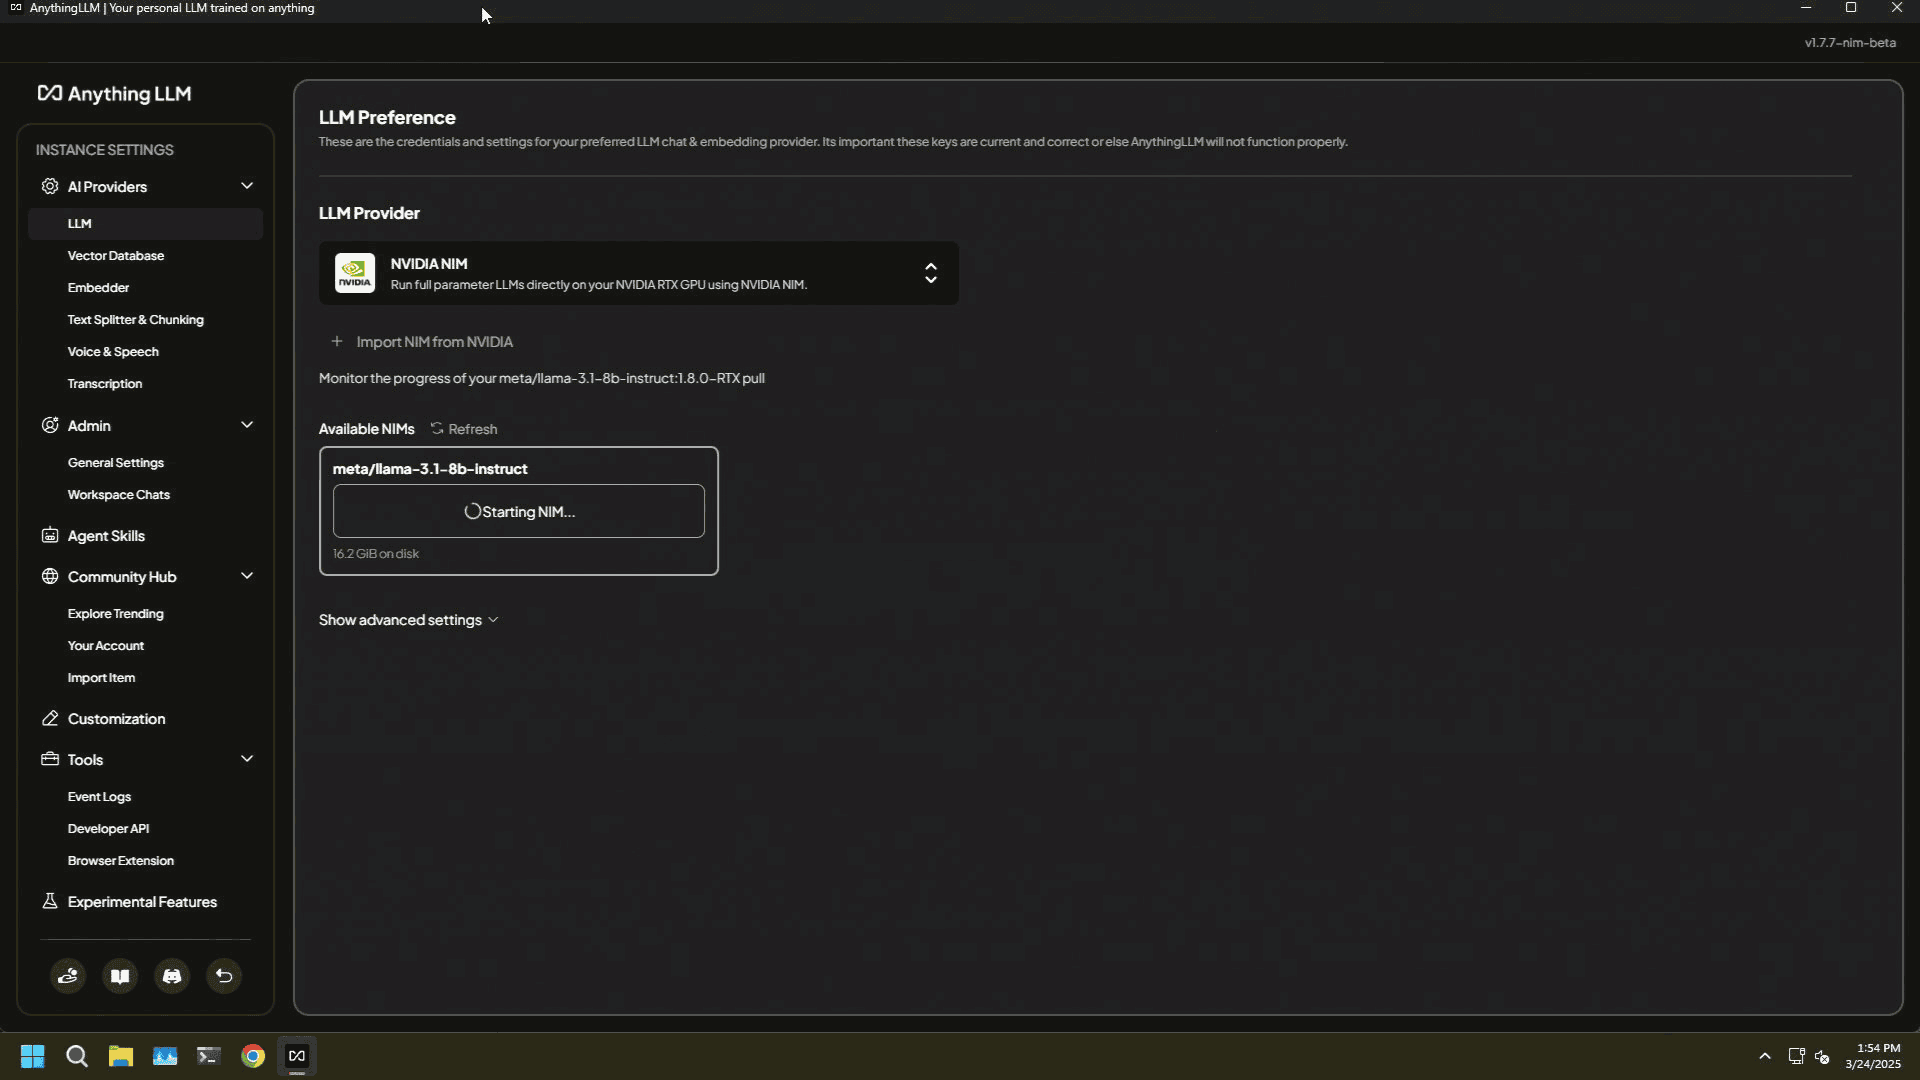 AnythingLLM | Your personal LLM trained on anything
v1.7.7-nim-beta
Anything LLM
INSTANCE SETTINGS
AI Providers
LLM
Vector Database
Embedder
Text Splitter & Chunking
Voice & Speech
Transcription
Admin
General Settings
Workspace Chats
Agent Skills
Community Hub
Explore Trending
Your Account
Import Item
Customization
Tools
Event Logs
Developer API
Browser Extension
Experimental Features
LLM Preference
These are the credentials and settings for your preferred LLM chat & embedding provider. Its important these keys are current and correct or else AnythingLLM will not function properly.
LLM Provider
NVIDIA
NVIDIA NIM
Run full parameter LLMs directly on your NVIDIA RTX GPU using NVIDIA NIM.
+ Import NIM from NVIDIA
Monitor the progress of your meta/llama-3.1-8b-instruct:1.8.0-RTX pull
Available NIMs Refresh
meta/llama-3.1-8b-instruct
Starting NIM...
16.2 GiB on disk
Show advanced settings
1:54 PM
3/24/2025